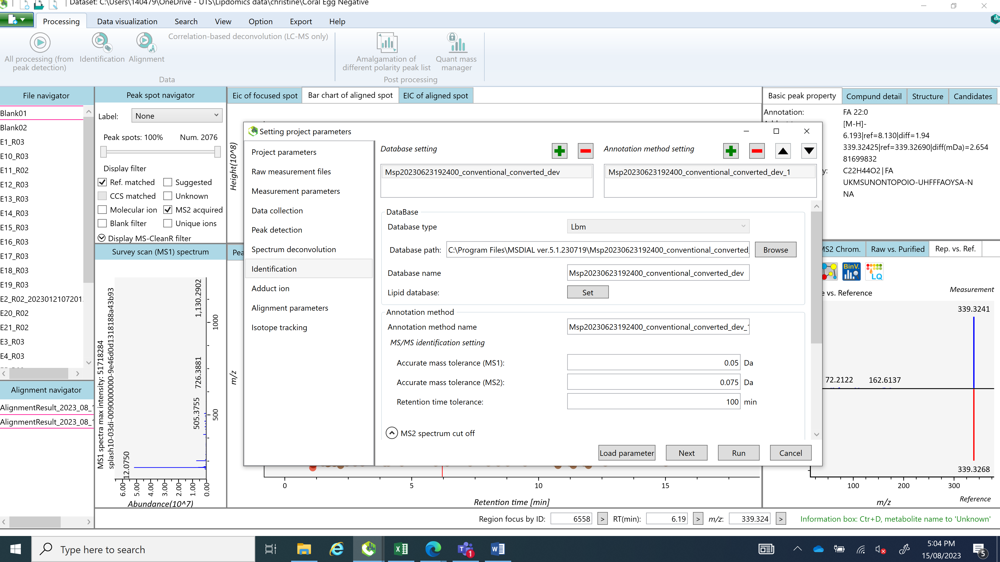 Dataset: C:\Users\140479\OneDrive - UTS\Lipdomics data\christine\Coral Egg Negative
Processing
Data visualization
Search
View
Option
Export
Help
All processing (from
peak detection)
Identification
Alignment
Correlation-based deconvolution (LC-MS only)
Data
Amalgamation of
different polarity peak list
Quant mass
manager
Post processing
File navigator
Blank01
Blank02
E1_R03
E10_R03
E11_R02
E12_R03
E13_R03
E14_R03
E15_R03
E16_R03
E17_R03
E18_R03
E19_R03
E2_R02_2023012107201
E20_R02
E21_R02
E3_R03
E4_R03
Alignment navigator
AlignmentResult_2023_08_1
AlignmentResult_2023_08_1
Peak spot navigator
Label:
None
Peak spots: 100%
Num. 2076
Display filter
Ref. matched
Suggested
CCS matched
Unknown
Molecular ion
MS2 acquired
Blank filter
Unique ions
Display MS-CleanR filter
Survey scan (MS1) spectrum
MS1 spectra max intensity: 51718284
splash10-03di-0090000000-9e46d0d1318188a43b93
1,130.2902
726.3881
505.3755
12.0750
1000
500
6.00
5.00
4.00
3.00
2.00
1.00
0.00
Abundance(10^7)
Eic of focused spot
Bar chart of aligned spot
EIC of aligned spot
Height(10^8)
Pea
m/z
0
5
10
15
Retention time [min]
Setting project parameters
Project parameters
Raw measurement files
Measurement parameters
Data collection
Peak detection
Spectrum deconvolution
Identification
Adduct ion
Alignment parameters
Isotope tracking
Database setting
Msp20230623192400_conventional_converted_dev
Annotation method setting
Msp20230623192400_conventional_converted_dev_1
DataBase
Database type
Lbm
Database path:
C:\Program Files\MSDIAL ver.5.1.230719\Msp20230623192400_conventional_converted_
Browse
Database name
Msp20230623192400_conventional_converted_dev
Lipid database:
Set
Annotation method
Annotation method name
Msp20230623192400_conventional_converted_dev_1
MS/MS identification setting
Accurate mass tolerance (MS1):
0.05
Da
Accurate mass tolerance (MS2):
0.075
Da
Retention time tolerance:
100
min
MS2 spectrum cut off
Load parameter
Next
Run
Cancel
Basic peak property
Compund detail
Structure
Candidates
Annotation:
FA 22:0
[M-H]-
6.193|ref=8.130|diff=1.94
339.32425|ref=339.32690|diff(mDa)=2.654
81699832
y:
C22H44O2|FA
UKMSUNONTOPOIO-UHFFFAOYSA-N
NA
MS2 Chrom.
Raw vs. Purified
Rep. vs. Ref.
BinV.
LQ
e vs. Reference
Measurement
339.3241
72.2122
162.6137
339.3268
100
200
300
m/z
Reference
Region focus by ID:
6558
>
RT(min):
6.19
>
m/z:
339.324
>
Information box: Ctr+D, metabolite name to 'Unknown'
Type here to search
1
5:04 PM
15/08/2023
5